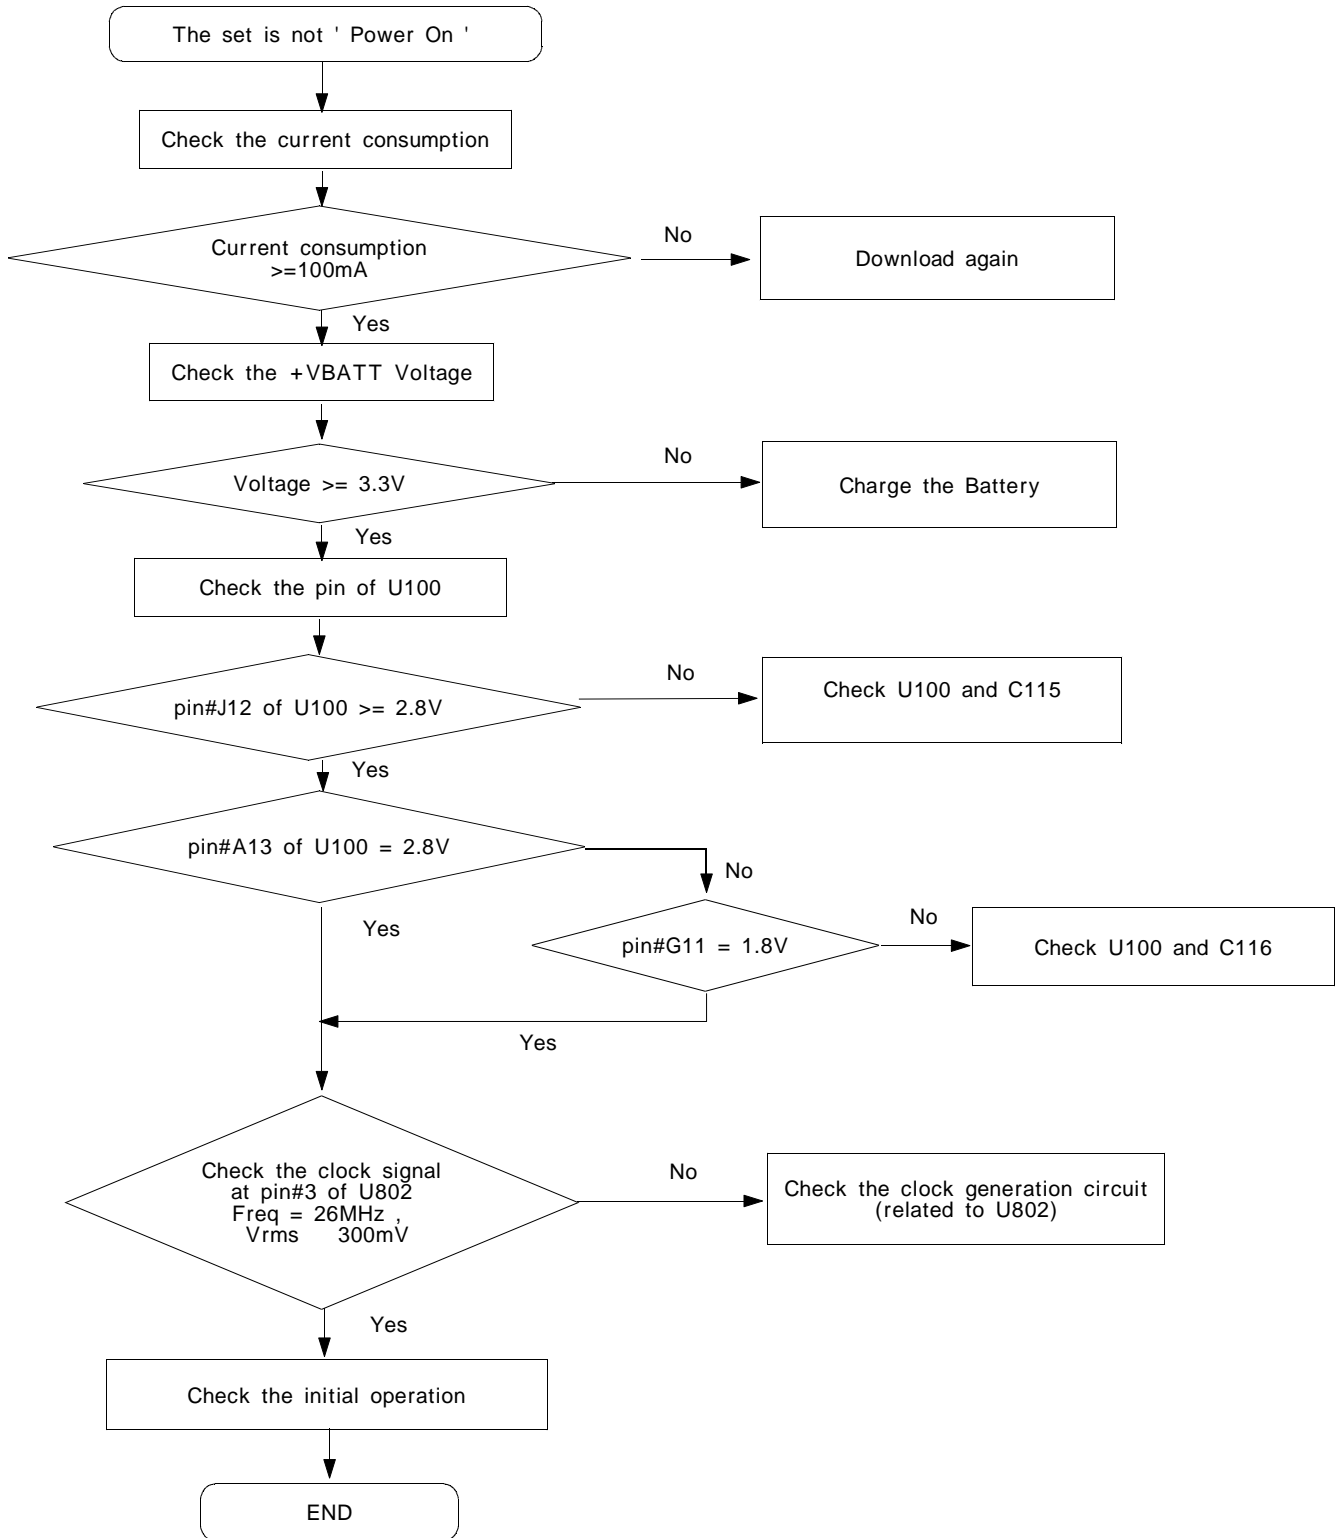 The set is not ' Power On '
Check the current consumption
Current consumption
>=100mA
No
Download again
Yes
Check the +VBATT Voltage
Voltage >= 3.3V
No
Charge the Battery
Yes
Check the pin of U100
pin#J12 of U100 >= 2.8V
No
Check U100 and C115
Yes
pin#A13 of U100 = 2.8V
No
Yes
pin#G11 = 1.8V
No
Check U100 and C116
Yes
Check the clock signal
at pin#3 of U802
Freq = 26MHz ,
Vrms 300mV
No
Check the clock generation circuit
(related to U802)
Yes
Check the initial operation
END